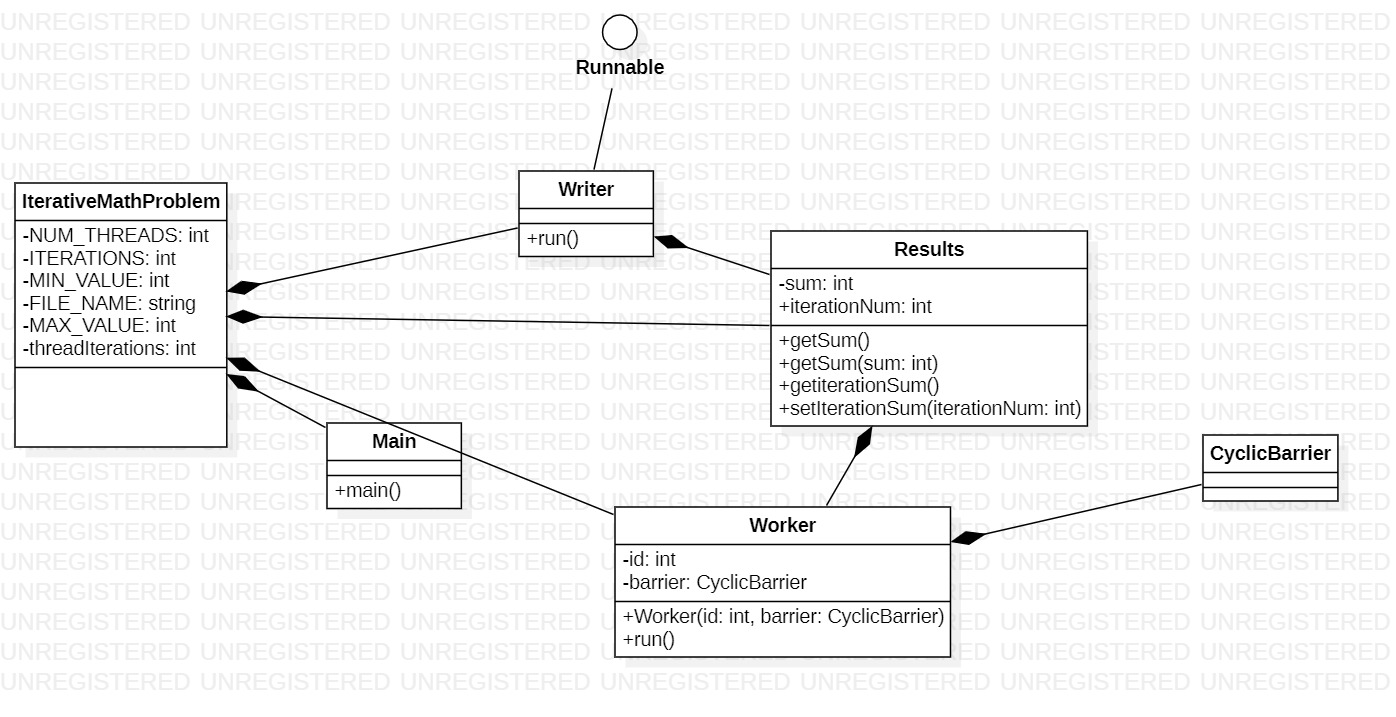 Runnable
IterativeMathProblem
-NUM_THREADS: int
-ITERATIONS: int
-MIN_VALUE: int
-FILE_NAME: string
-MAX_VALUE: int
-threadIterations: int
Writer
+run()
Results
-sum: int
+iterationNum: int
+getSum()
+getSum(sum: int)
+getiterationSum()
+setIterationSum(iterationNum: int)
Main
+main()
CyclicBarrier
Worker
-id: int
-barrier: CyclicBarrier
+Worker(id: int, barrier: CyclicBarrier)
+run()
UNREGISTERED UNREGISTERED UNREGISTERED UNREGISTERED UNREGISTERED UNREGISTERED UNREGISTERED